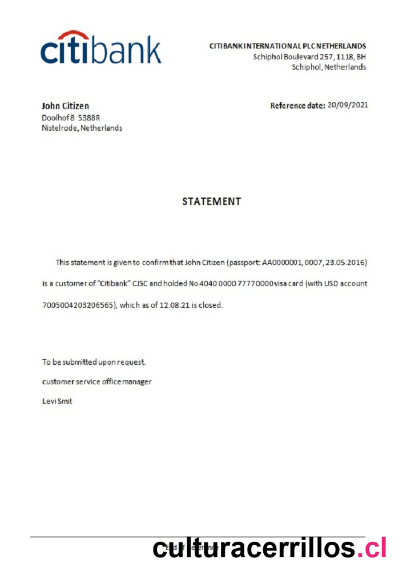 citibank
CITIBANK INTERNATIONAL PLC NETHERLANDS
Schiphol Boulevard 257, 1118, BH
Schiphol, Netherlands
John Citizen
Doolhof 8 5388R
Nistelrode, Netherlands
Reference date: 20/09/2021
STATEMENT
This statement is given to confirm that John Citizen (passport: AA0000001, 0007, 23.05.2016)
is a customer of "Citibank" CJSC and holded No 4040 0000 7777 0000 visa card (with USD account
7005004203206565), which as of 12.08.21 is closed.
To be submitted upon request.
customer service office manager
Levi Smit
culturacerrillos.cl